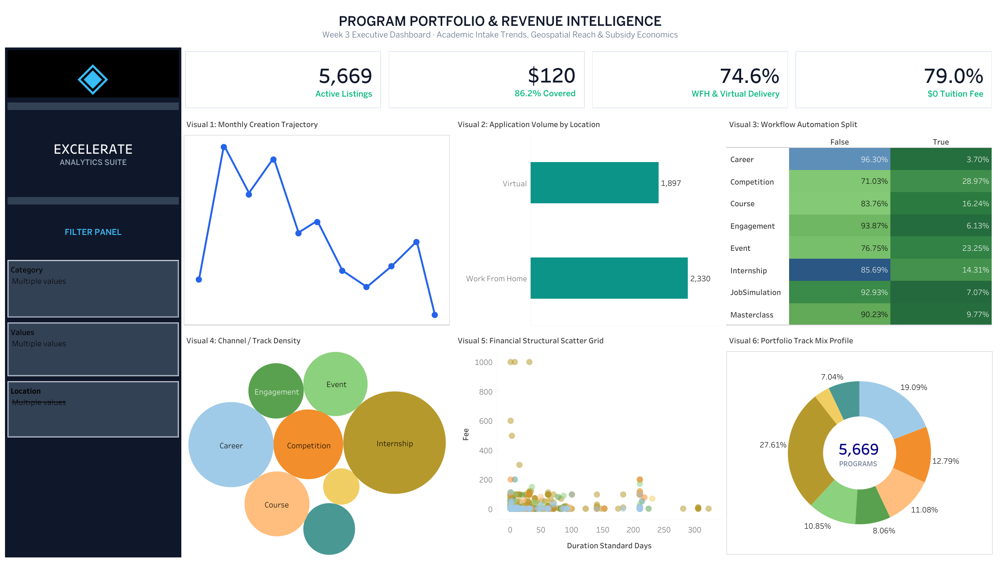 PROGRAM PORTFOLIO & REVENUE INTELLIGENCE
Week 3 Executive Dashboard · Academic Intake Trends, Geospatial Reach & Subsidy Economics
EXCELERATE
ANALYTICS SUITE
FILTER PANEL
Category
Multiple values
Values
Multiple values
Location
Multiple values
5,669
Active Listings
$120
86.2% Covered
74.6%
WFH & Virtual Delivery
79.0%
$0 Tuition Fee
Visual 1: Monthly Creation Trajectory
Visual 2: Application Volume by Location
Virtual
1,897
Work From Home
2,330
Visual 3: Workflow Automation Split
False True
Career 96.30% 3.70%
Competition 71.03% 28.97%
Course 83.76% 16.24%
Engagement 93.87% 6.13%
Event 76.75% 23.25%
Internship 85.69% 14.31%
JobSimulation 92.93% 7.07%
Masterclass 90.23% 9.77%
Visual 4: Channel / Track Density
Event
Engagement
Internship
Career
Competition
Course
Visual 5: Financial Structural Scatter Grid
Fee
1000
800
600
400
200
0
0 50 100 150 200 250 300
Duration Standard Days
Visual 6: Portfolio Track Mix Profile
7.04%
19.09%
27.61%
12.79%
5,669
PROGRAMS
11.08%
10.85%
8.06%